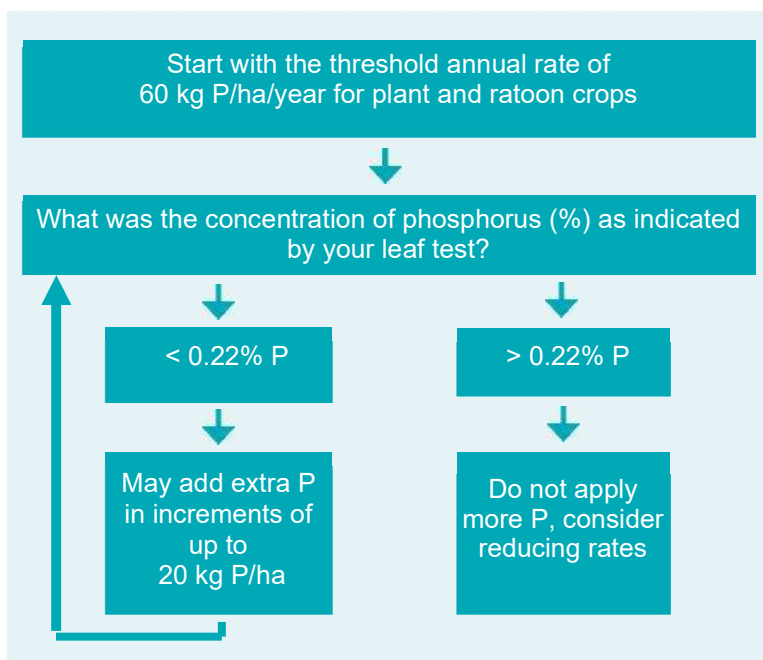 Start with the threshold annual rate of
60 kg P/ha/year for plant and ratoon crops
What was the concentration of phosphorus (%) as indicated
by your leaf test?
< 0.22% P
> 0.22% P
May add extra P
in increments of
up to
20 kg P/ha
Do not apply
more P, consider
reducing rates